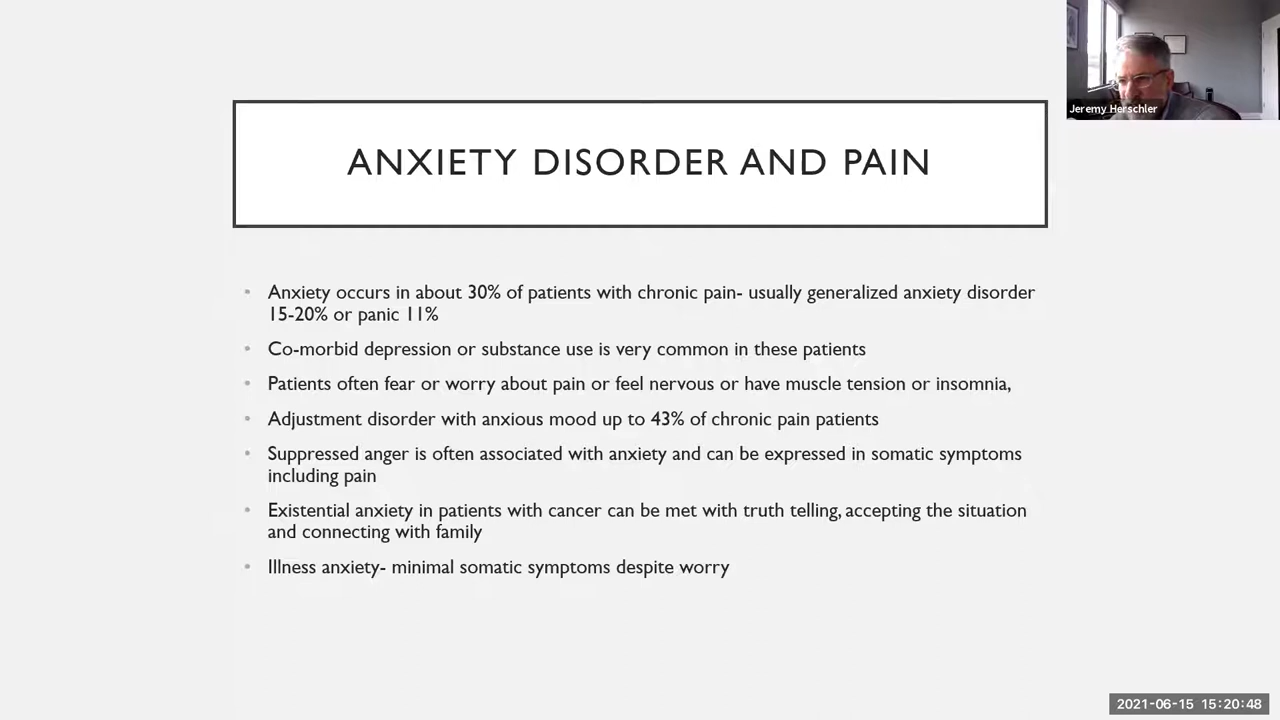 Jeremy Herschler
ANXIETY DISORDER AND PAIN
• Anxiety occurs in about 30% of patients with chronic pain- usually generalized anxiety disorder
15-20% or panic 11%
• Co-morbid depression or substance use is very common in these patients
• Patients often fear or worry about pain or feel nervous or have muscle tension or insomnia,
• Adjustment disorder with anxious mood up to 43% of chronic pain patients
• Suppressed anger is often associated with anxiety and can be expressed in somatic symptoms
including pain
• Existential anxiety in patients with cancer can be met with truth telling, accepting the situation
and connecting with family
• Illness anxiety- minimal somatic symptoms despite worry
2021-06-15 15:20:48